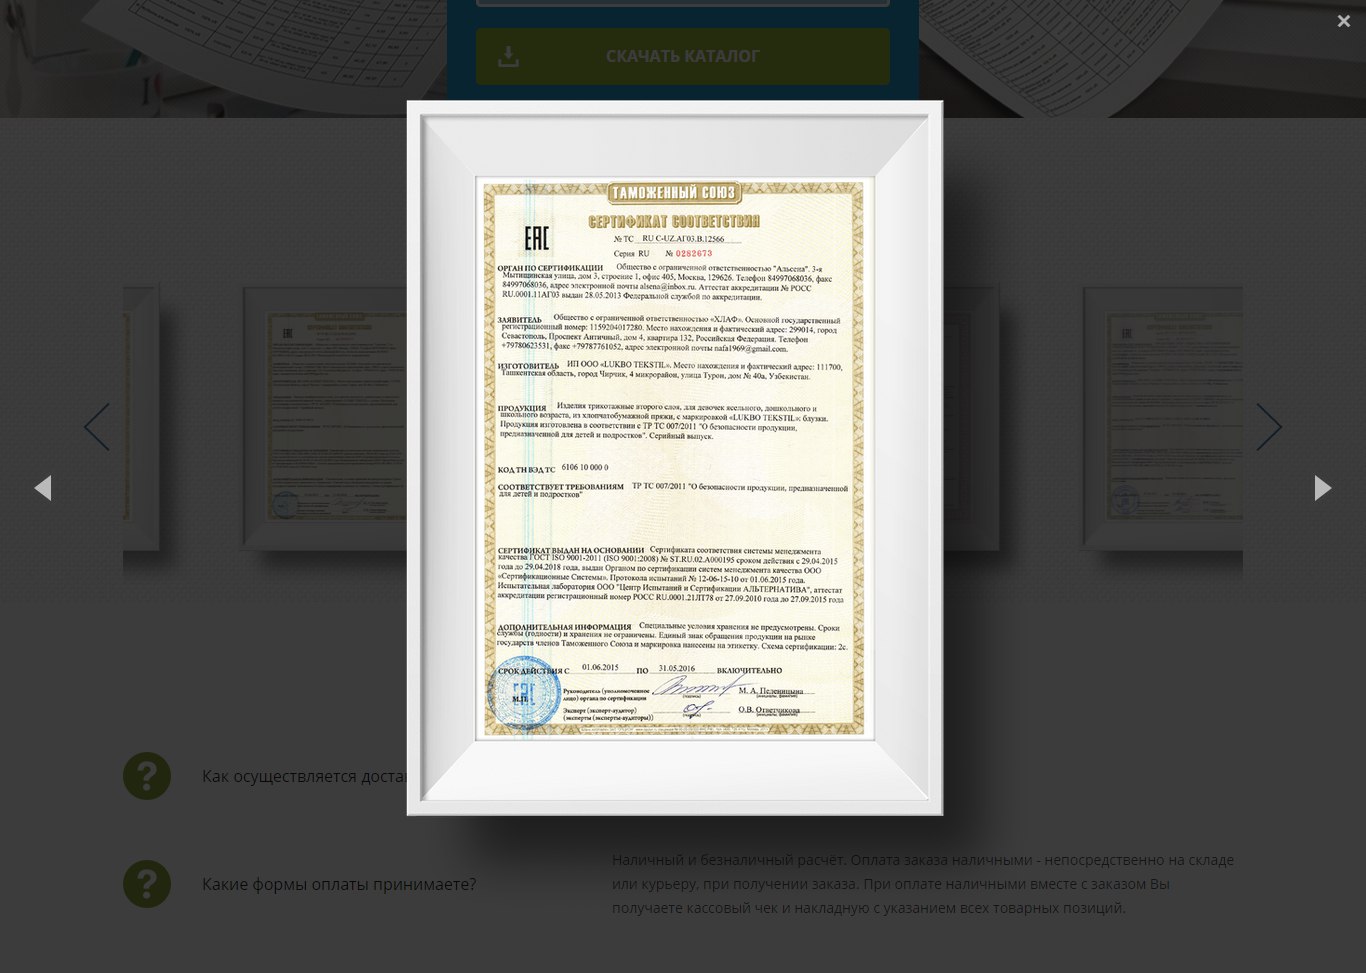 СКАЧАТЬ КАТАЛОГ
ТАМОЖЕННЫЙ СОЮЗ
СЕРТИФИКАТ СООТВЕТСТВИЯ
ЕАС
№ ТС RU C-UZ.АГ03.В.12566
Серия RU № 0282673
ОРГАН ПО СЕРТИФИКАЦИИ Общество с ограниченной ответственностью "Альсена". 3-я
Мытищинская улица, дом 3, строение 1, офис 405, Москва, 129626. Телефон 84997068036, факс
84997068036, адрес электронной почты alsena@inbox.ru. Аттестат аккредитации № РОСС
RU.0001.11АГ03 выдан 28.05.2013 Федеральной службой по аккредитации.
ЗАЯВИТЕЛЬ Общество с ограниченной ответственностью «ХЛАФ». Основной государственный
регистрационный номер: 1159204017280. Место нахождения и фактический адрес: 299014, город
Севастополь, Проспект Античный, дом 4, квартира 132, Российская Федерация. Телефон
+79780623531, факс +79787761052, адрес электронной почты nafa1969@gmail.com.
ИЗГОТОВИТЕЛЬ ИП ООО «LUKBO TEKSTIL». Место нахождения и фактический адрес: 111700,
Ташкентская область, город Чирчик, 4 микрорайон, улица Турон, дом № 40а, Узбекистан.
ПРОДУКЦИЯ Изделия трикотажные второго слоя, для девочек ясельного, дошкольного и
школьного возраста, из хлопчатобумажной пряжи, с маркировкой «LUKBO TEKSTIL»: блузки.
Продукция изготовлена в соответствии с ТР ТС 007/2011 "О безопасности продукции,
предназначенной для детей и подростков". Серийный выпуск.
КОД ТН ВЭД ТС 6106 10 000 0
СООТВЕТСТВУЕТ ТРЕБОВАНИЯМ ТР ТС 007/2011 "О безопасности продукции, предназначенной
для детей и подростков"
СЕРТИФИКАТ ВЫДАН НА ОСНОВАНИИ Сертификата соответствия системы менеджмента
качества ГОСТ ISO 9001-2011 (ISO 9001:2008) № ST.RU.02.A000195 сроком действия с 29.04.2015
года до 29.04.2018 года, выдан Органом по сертификации систем менеджмента качества ООО
«Сертификационные Системы», Протокола испытаний № 12-06-15-10 от 01.06.2015 года.
Испытательная лаборатория ООО "Центр Испытаний и Сертификации АЛЬТЕРНАТИВА", аттестат
аккредитации регистрационный номер РОСС RU.0001.21ЛТ78 от 27.09.2010 года до 27.09.2015 года
ДОПОЛНИТЕЛЬНАЯ ИНФОРМАЦИЯ Специальные условия хранения не предусмотрены. Сроки
службы (годности) и хранения не ограничены. Единый знак обращения продукции на рынке
государств членов Таможенного Союза и маркировка нанесены на этикетку. Схема сертификации: 2с.
СРОК ДЕЙСТВИЯ С 01.06.2015 ПО 31.05.2016 ВКЛЮЧИТЕЛЬНО
М.П.
Руководитель (уполномоченное
лицо) органа по сертификации
(подпись)
М. А. Пеленицына
(инициалы, фамилия)
Эксперт (эксперт-аудитор)
(эксперты (эксперты-аудиторы))
(подпись)
О.В. Ответчикова
(инициалы, фамилия)
Как осуществляется доста
Какие формы оплаты принимаете?
Наличный и безналичный расчёт. Оплата заказа наличными - непосредственно на складе
или курьеру, при получении заказа. При оплате наличными вместе с заказом Вы
получаете кассовый чек и накладную с указанием всех товарных позиций.